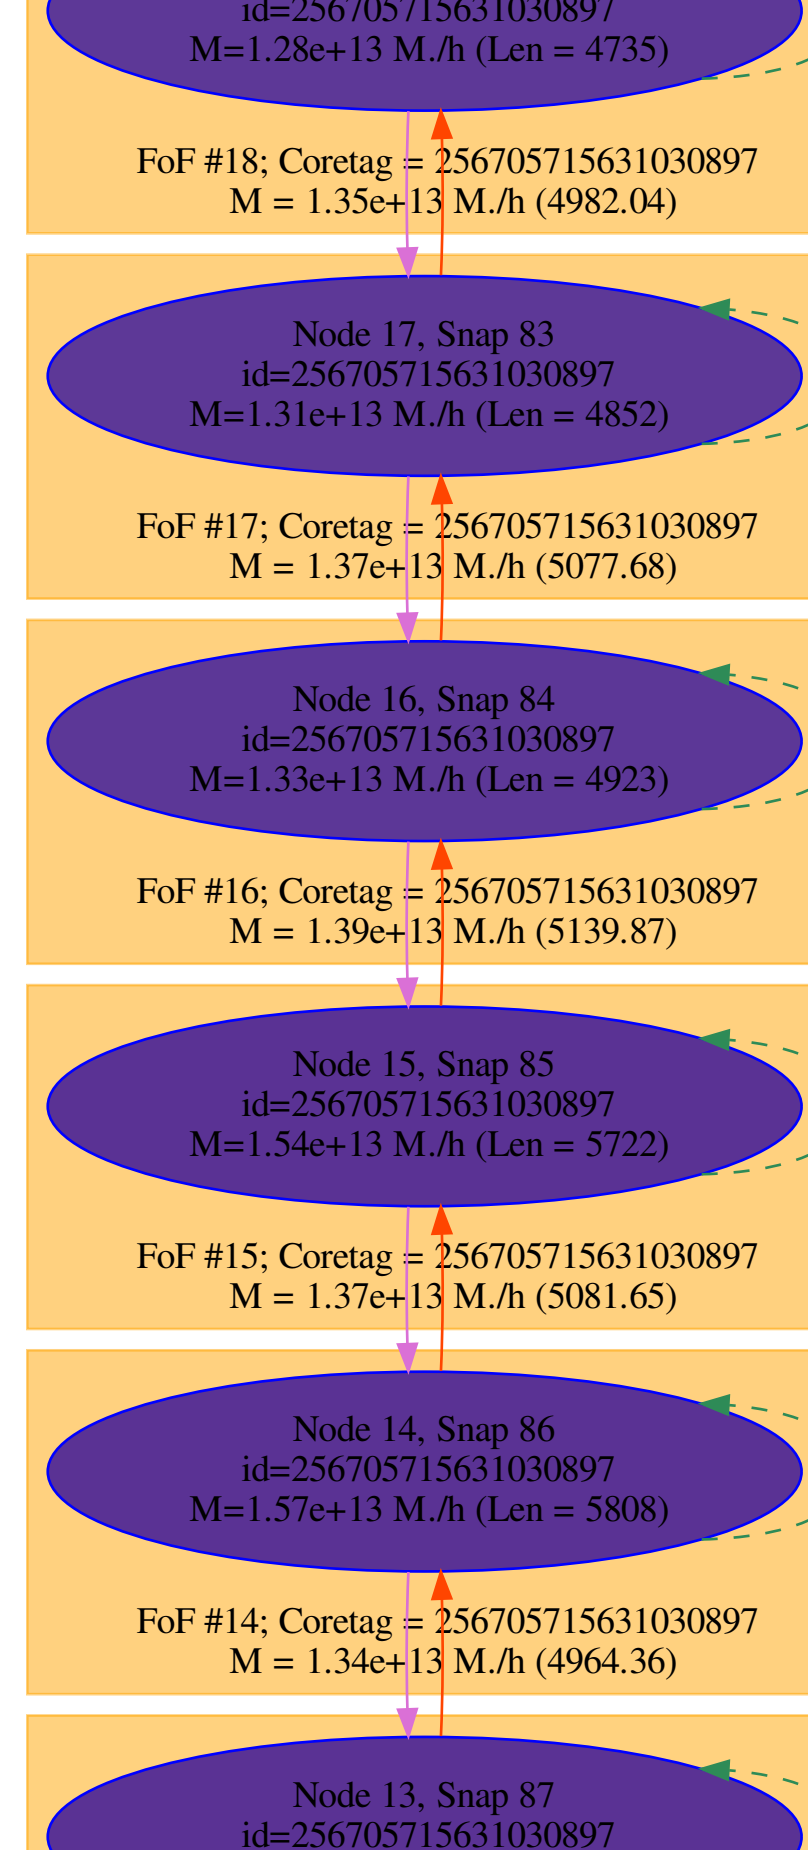 id=256705715631030897
M=1.28e+13 M./h (Len = 4735)
FoF #18; Coretag = 256705715631030897
M = 1.35e+13 M./h (4982.04)
Node 17, Snap 83
id=256705715631030897
M=1.31e+13 M./h (Len = 4852)
FoF #17; Coretag = 256705715631030897
M = 1.37e+13 M./h (5077.68)
Node 16, Snap 84
id=256705715631030897
M=1.33e+13 M./h (Len = 4923)
FoF #16; Coretag = 256705715631030897
M = 1.39e+13 M./h (5139.87)
Node 15, Snap 85
id=256705715631030897
M=1.54e+13 M./h (Len = 5722)
FoF #15; Coretag = 256705715631030897
M = 1.37e+13 M./h (5081.65)
Node 14, Snap 86
id=256705715631030897
M=1.57e+13 M./h (Len = 5808)
FoF #14; Coretag = 256705715631030897
M = 1.34e+13 M./h (4964.36)
Node 13, Snap 87
id=256705715631030897